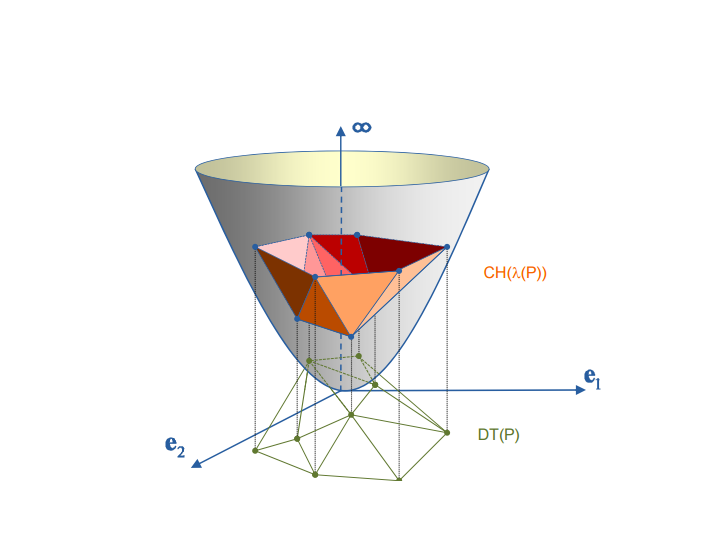 ∞
CH(λ(P))
e1
DT(P)
e2